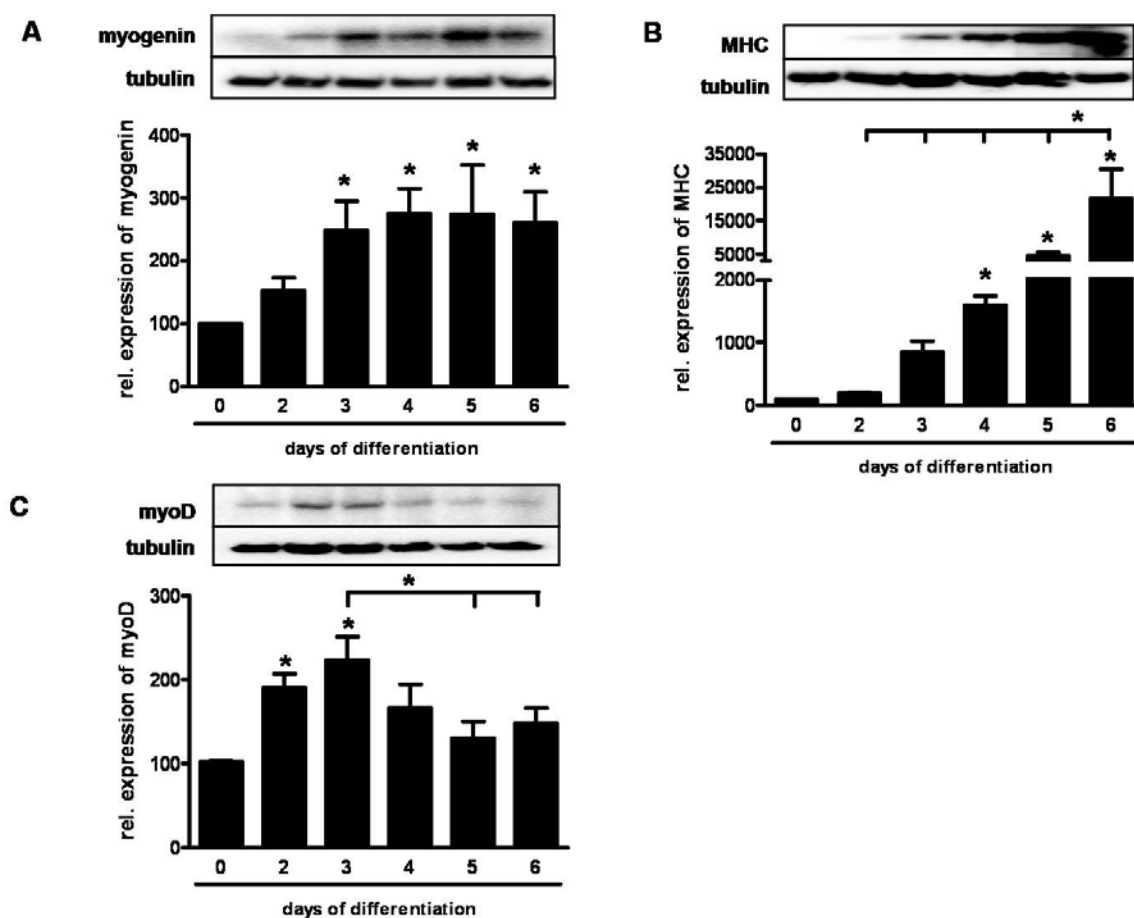 A
myogenin
tubulin
rel. expression of myogenin
400
300
200
100
0
* * * *
0 2 3 4 5 6
days of differentiation
B
MHC
tubulin
*
rel. expression of MHC
35000
25000
15000
5000
2000
1000
0
* * *
0 2 3 4 5 6
days of differentiation
C
myoD
tubulin
*
rel. expression of myoD
300
200
100
0
* *
0 2 3 4 5 6
days of differentiation